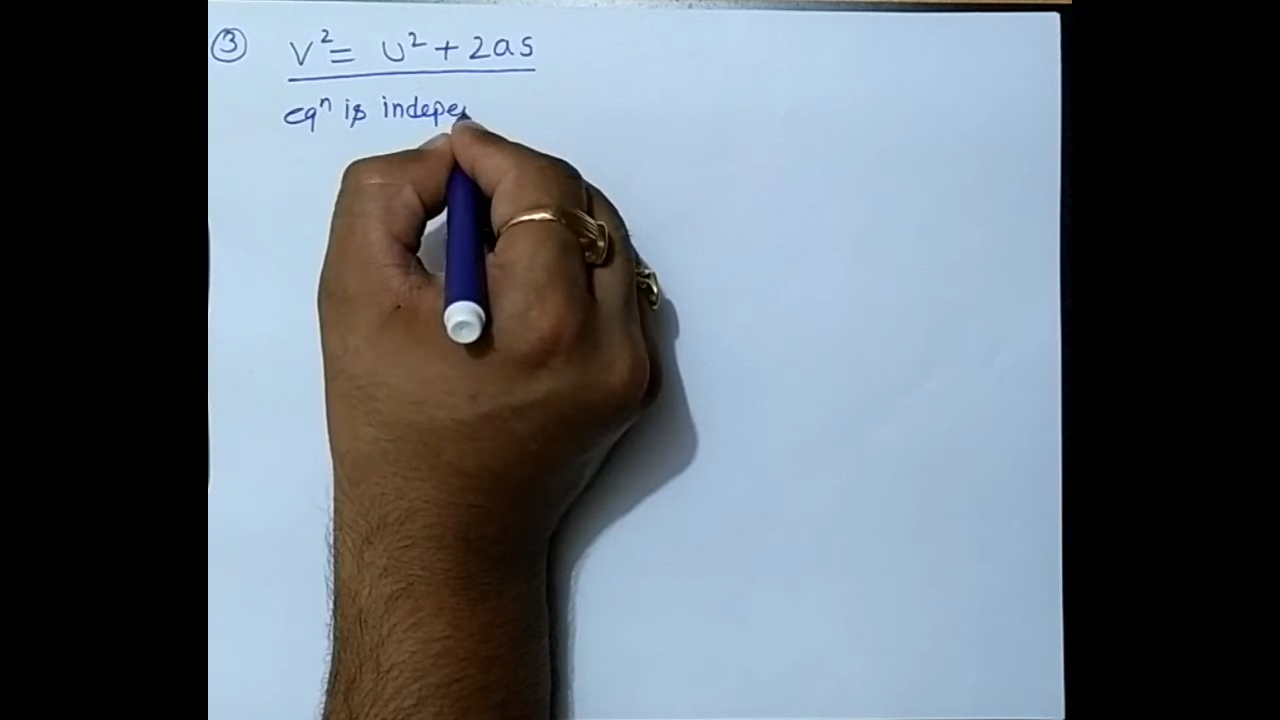 ③ v² = u² + 2as
eqⁿ is indepe